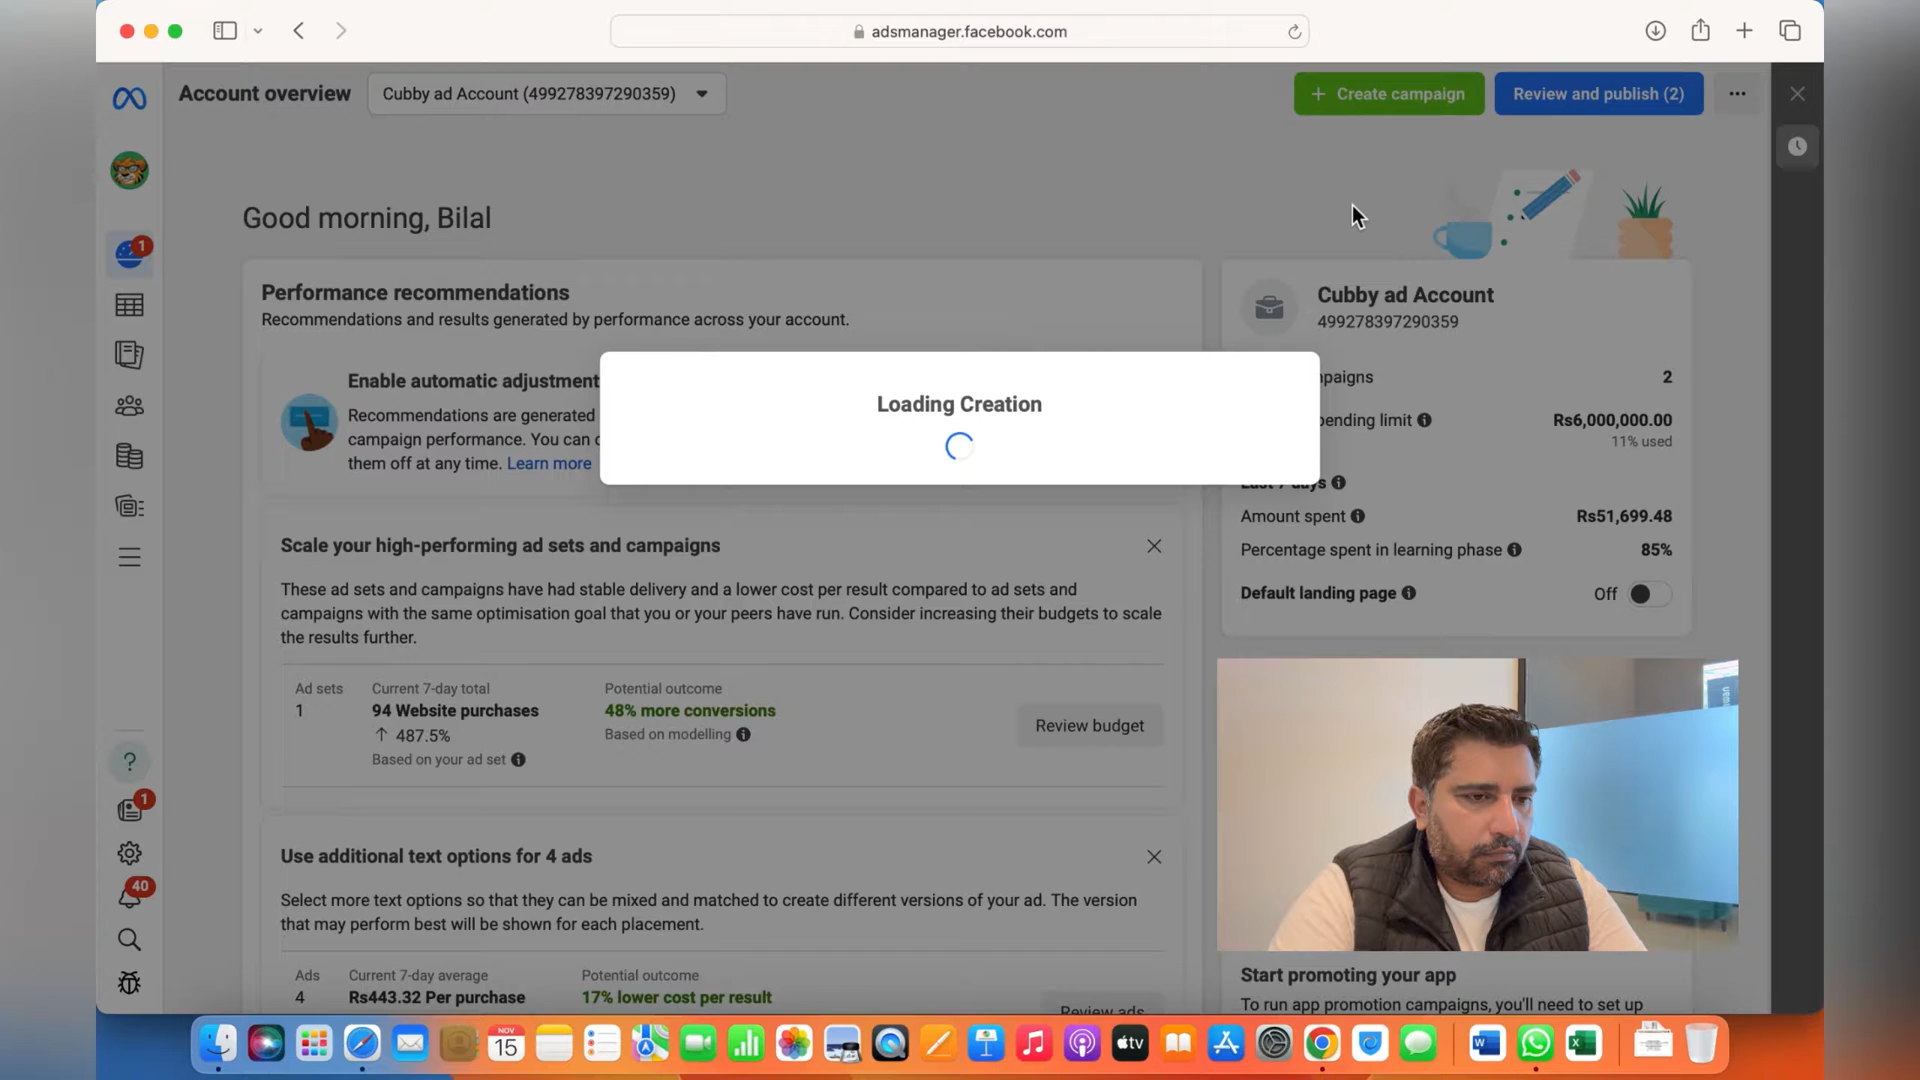 adsmanager.facebook.com
Account overview
Cubby ad Account (499278397290359)
+ Create campaign
Review and publish (2)
Good morning, Bilal
1
Performance recommendations
Recommendations and results generated by performance across your account.
Enable automatic adjustment
Recommendations are generated
campaign performance. You can
them off at any time. Learn more
Loading Creation
Cubby ad Account
499278397290359
2
pending limit
Rs6,000,000.00
11% used
Last 7 days
Amount spent
Rs51,699.48
Percentage spent in learning phase
85%
Default landing page
Off
Scale your high-performing ad sets and campaigns
These ad sets and campaigns have had stable delivery and a lower cost per result compared to ad sets and
campaigns with the same optimisation goal that you or your peers have run. Consider increasing their budgets to scale
the results further.
Ad sets
1
Current 7-day total
94 Website purchases
↑ 487.5%
Based on your ad set
Potential outcome
48% more conversions
Based on modelling
Review budget
Use additional text options for 4 ads
Select more text options so that they can be mixed and matched to create different versions of your ad. The version
that may perform best will be shown for each placement.
Ads
4
Current 7-day average
Rs443.32 Per purchase
Potential outcome
17% lower cost per result
Review ads
Start promoting your app
To run app promotion campaigns, you'll need to set up
?
1
40
NOV
15
tv
W
X